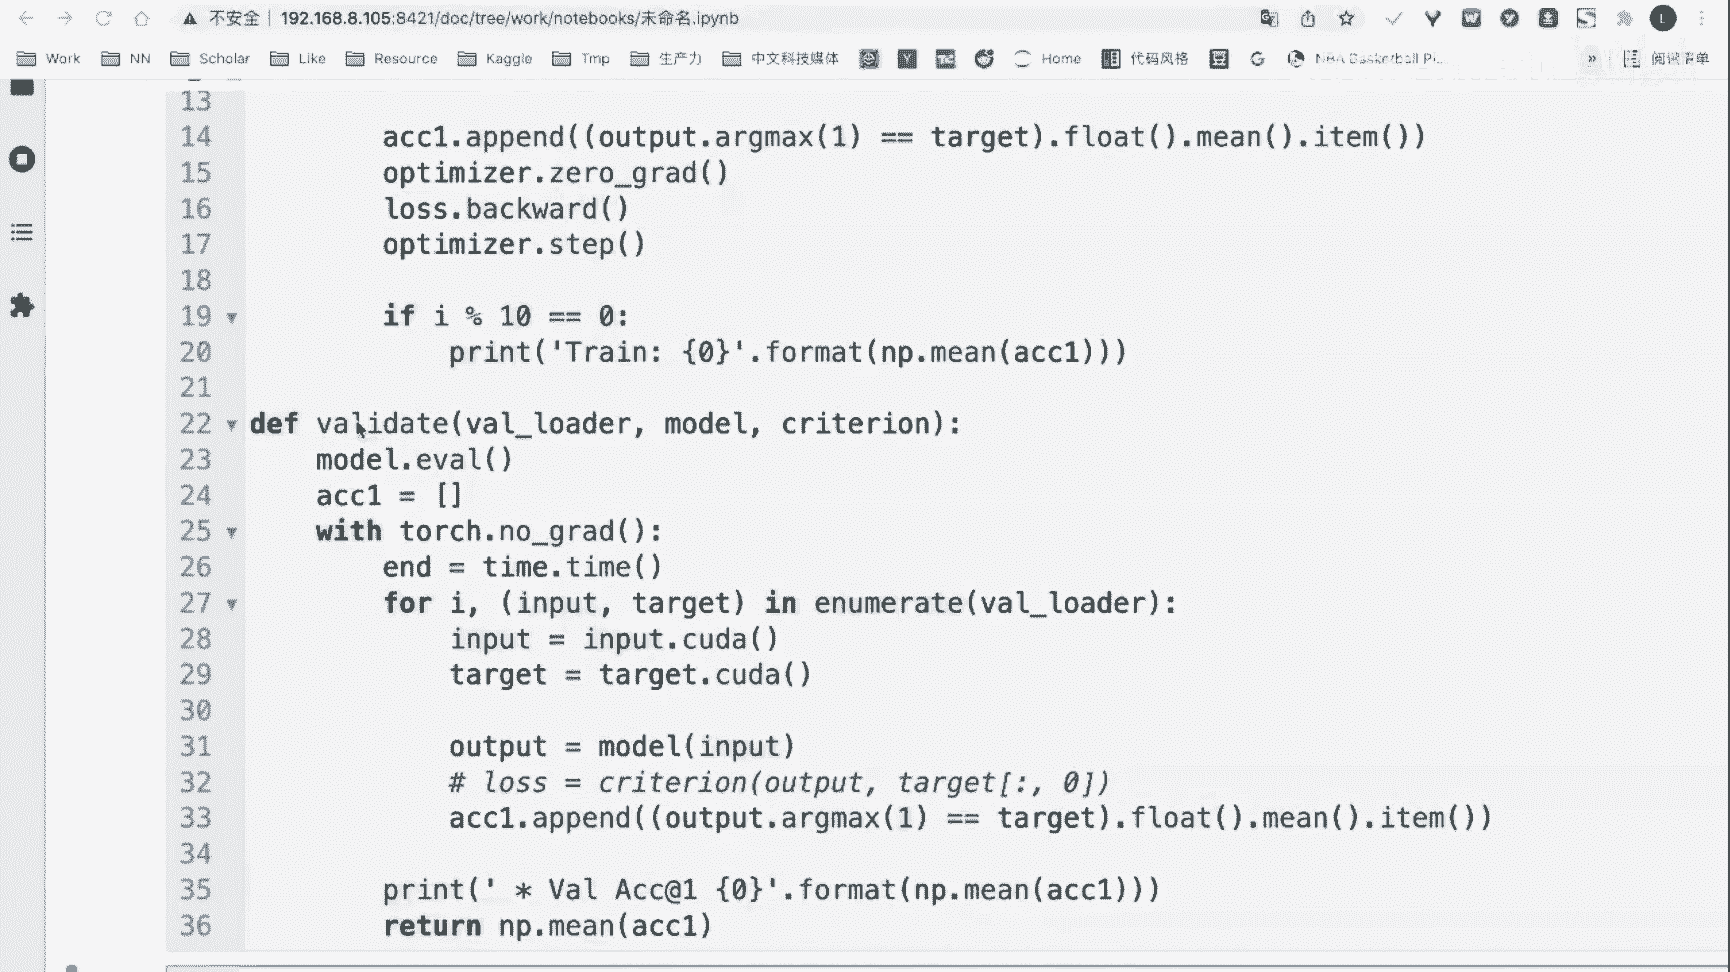 不安全 | 192.168.8.105:8421/doc/tree/work/notebooks/未命名.ipynb
Work NN Scholar Like Resource Kaggle Tmp 生产力 中文科技媒体 Home 代码风格 G NBA Basketball Pl... » 阅读清单
13
14 acc1.append((output.argmax(1) == target).float().mean().item())
15 optimizer.zero_grad()
16 loss.backward()
17 optimizer.step()
18
19 if i % 10 == 0:
20 print('Train: {0}'.format(np.mean(acc1)))
21
22 def validate(val_loader, model, criterion):
23 model.eval()
24 acc1 = []
25 with torch.no_grad():
26 end = time.time()
27 for i, (input, target) in enumerate(val_loader):
28 input = input.cuda()
29 target = target.cuda()
30
31 output = model(input)
32 # loss = criterion(output, target[:, 0])
33 acc1.append((output.argmax(1) == target).float().mean().item())
34
35 print(' * Val Acc@1 {0}'.format(np.mean(acc1)))
36 return np.mean(acc1)